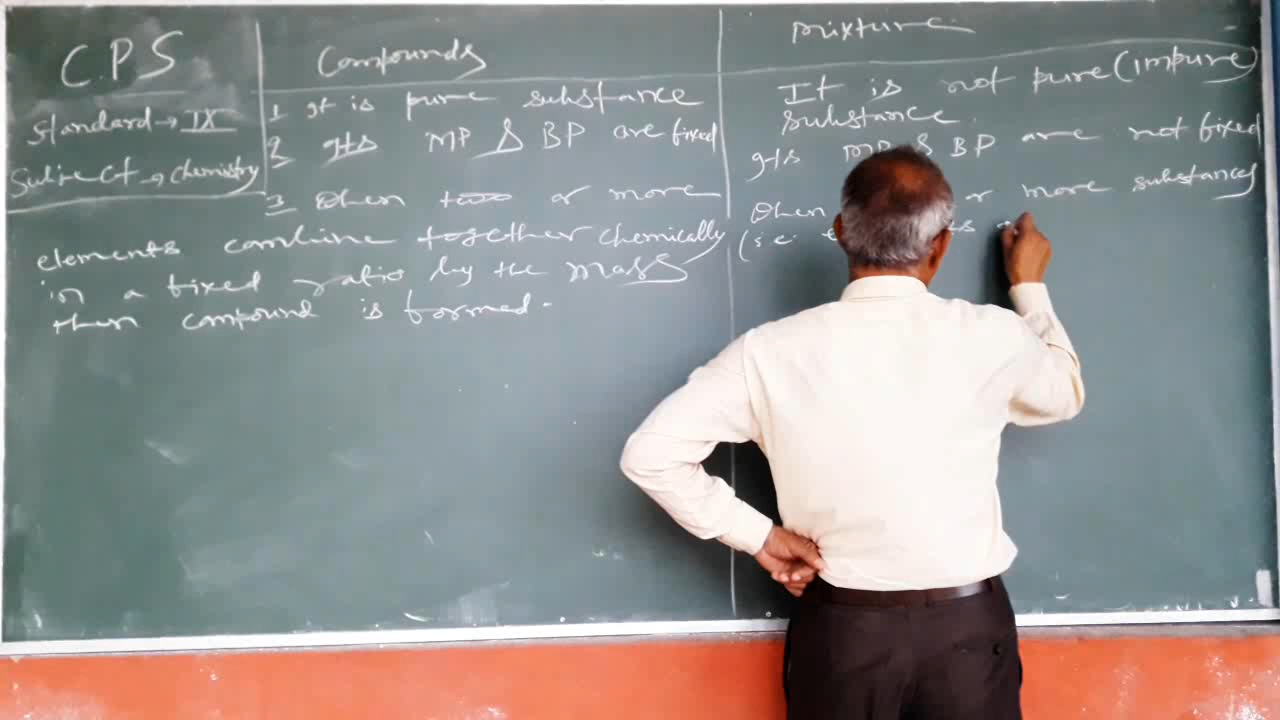 C.P.S
Standard → IX
Subject → Chemistry
Compounds
1 It is pure substance
2 Its MP & BP are fixed
3 When two or more
elements combine together chemically
in a fixed ratio by the mass
then compound is formed.
Mixture
It is not pure (impure)
substance.
Its MP & BP are not fixed
When or more substances
(i.e.